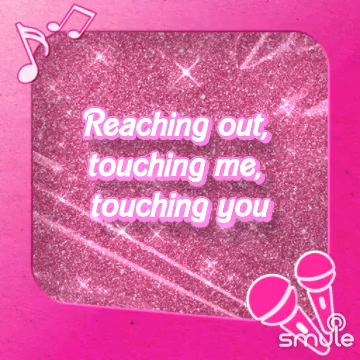 Reaching out,
touching me,
touching you
smule